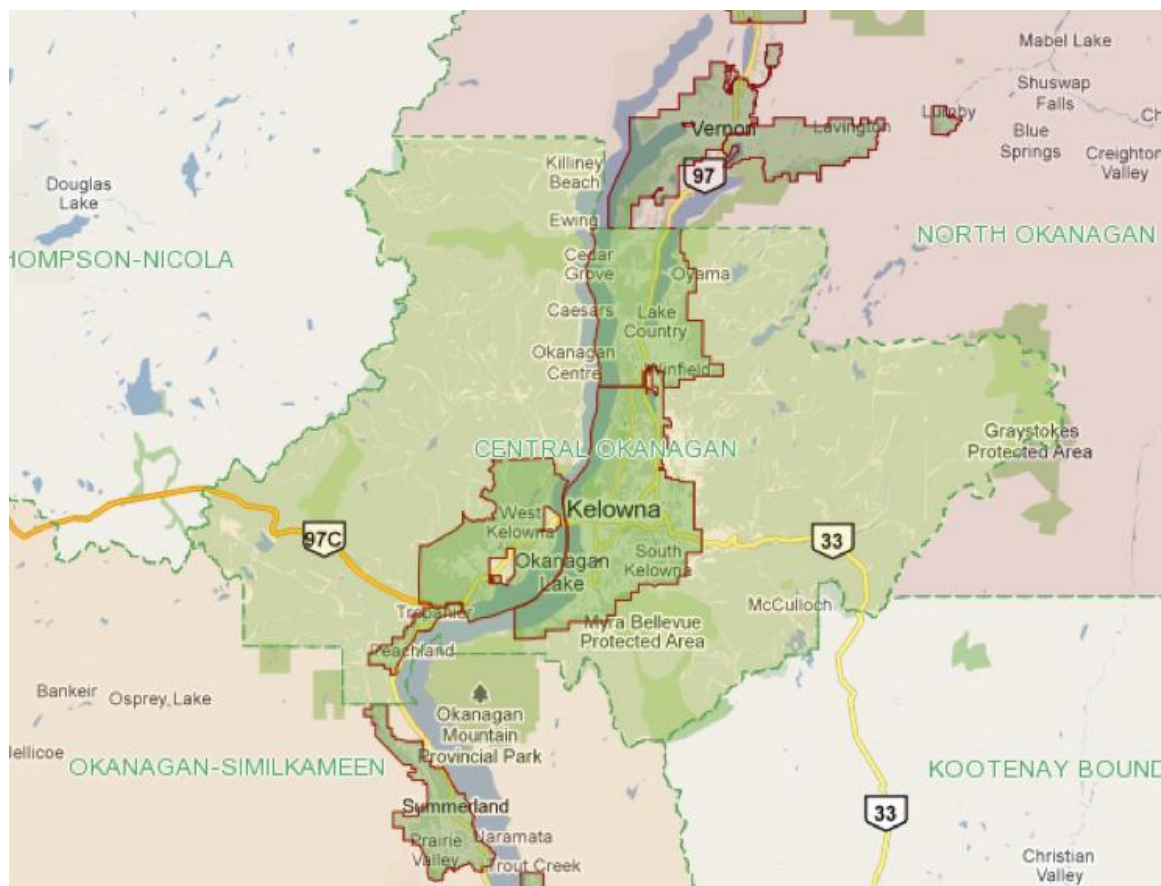 Mabel Lake
Shuswap
Falls
Lumby
Ch
Vernon
Lavington
Blue
Springs
Creighton
Valley
Killiney
Beach
97
Douglas
Lake
Ewing
NORTH OKANAGAN
HOMPSON-NICOLA
Cedar
Grove
Oyama
Caesars
Lake
Country
Okanagan
Centre
Winfield
Graystokes
Protected Area
CENTRAL OKANAGAN
West
Kelowna
Kelowna
97C
33
Okanagan
Lake
South
Kelowna
Trepanier
McCulloch
Myra Bellevue
Protected Area
Peachland
Bankeir
Osprey Lake
Okanagan
Mountain
Provincial Park
ellicoe
OKANAGAN-SIMILKAMEEN
KOOTENAY BOUND
Summerland
33
Naramata
Prairie
Valley
Trout Creek
Christian
Valley